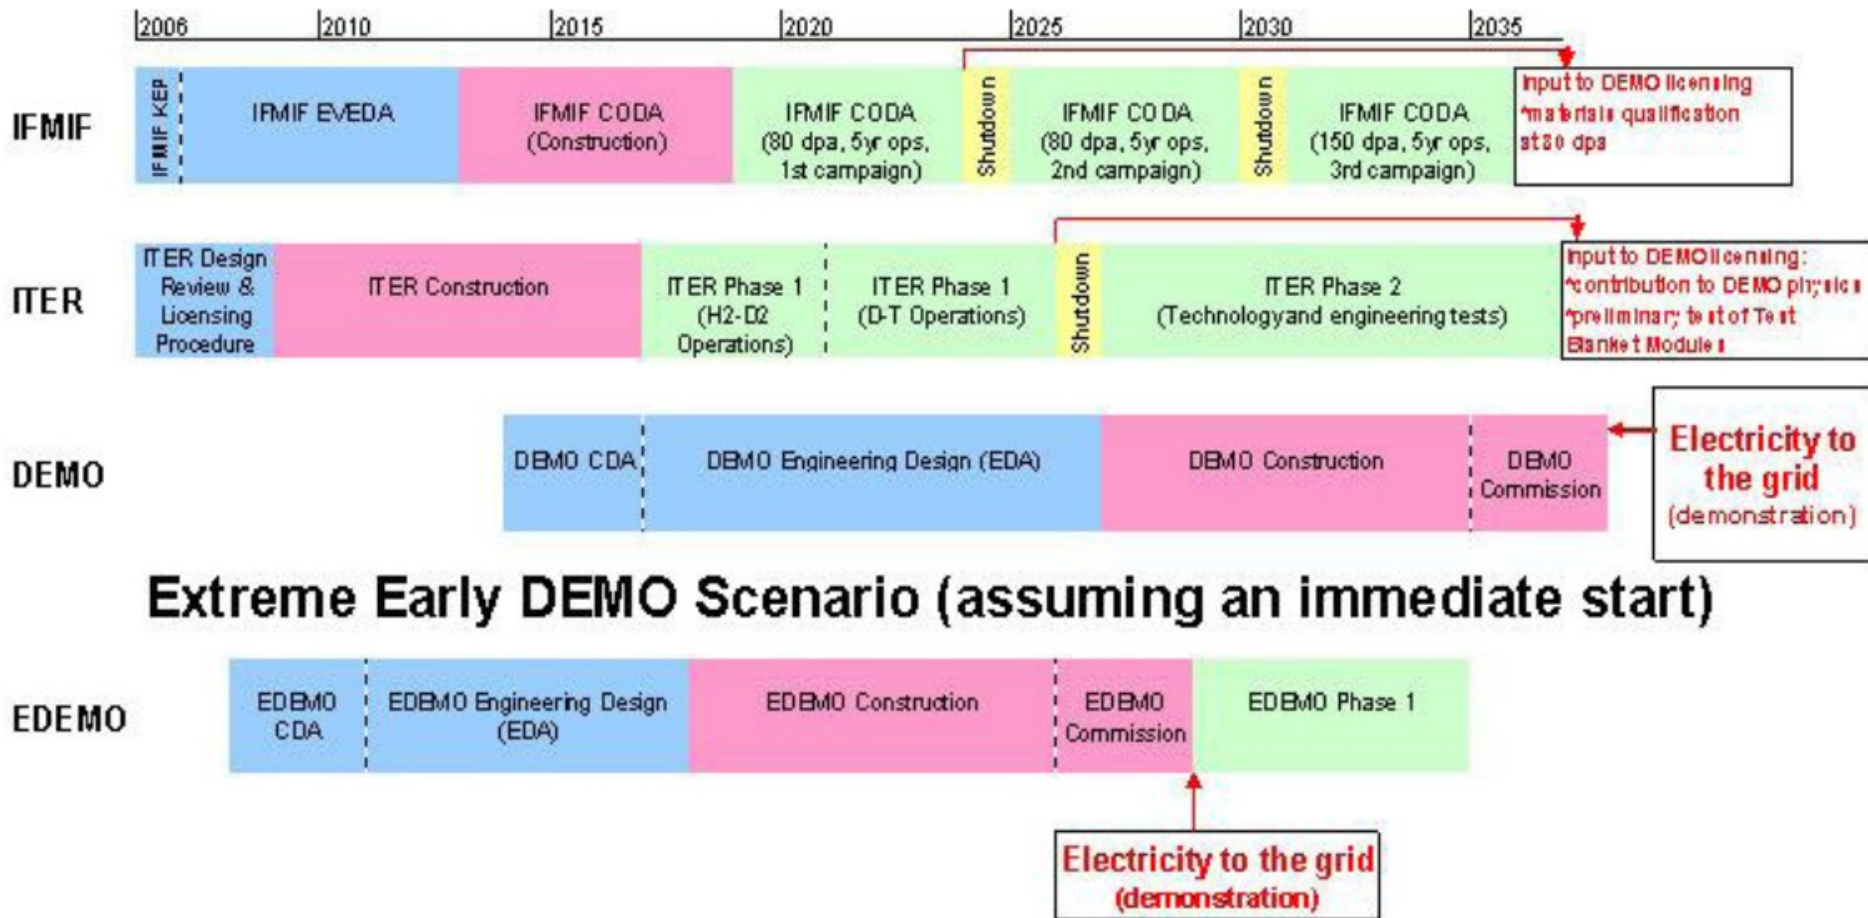 2006 2010 2015 2020 2025 2030 2035
IFMIF
IFMIF KEP
IFMIF EVEDA
IFMIF CODA
(Construction)
IFMIF CODA
(80 dpa, 5yr ops,
1st campaign)
Shutdown
IFMIF CODA
(80 dpa, 5yr ops,
2nd campaign)
Shutdown
IFMIF CODA
(150 dpa, 5yr ops,
3rd campaign)
Input to DEMO licensing
*materials qualification
at 80 dpa
ITER
ITER Design
Review &
Licensing
Procedure
ITER Construction
ITER Phase 1
(H2-D2
Operations)
ITER Phase 1
(D-T Operations)
Shutdown
ITER Phase 2
(Technology and engineering tests)
Input to DEMO licensing:
*contribution to DEMO physics
*preliminary test of Test
Blanket Modules
DEMO
DEMO CDA
DEMO Engineering Design (EDA)
DEMO Construction
DEMO
Commission
Electricity to
the grid
(demonstration)
Extreme Early DEMO Scenario (assuming an immediate start)
EDEMO
EDEMO
CDA
EDEMO Engineering Design
(EDA)
EDEMO Construction
EDEMO
Commission
EDEMO Phase 1
Electricity to the grid
(demonstration)